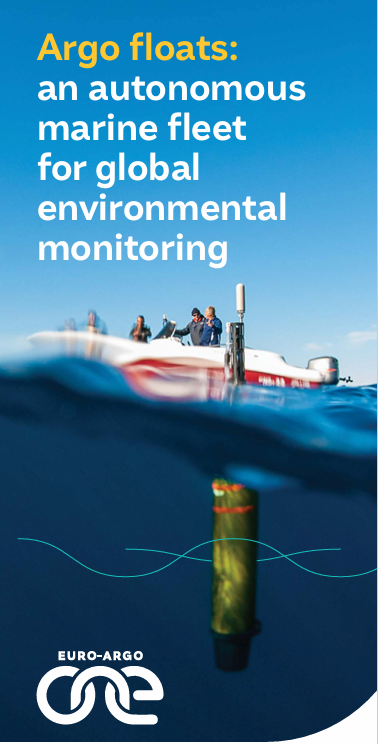 Argo floats:
an autonomous
marine fleet
for global
environmental
monitoring
EURO-ARGO
one